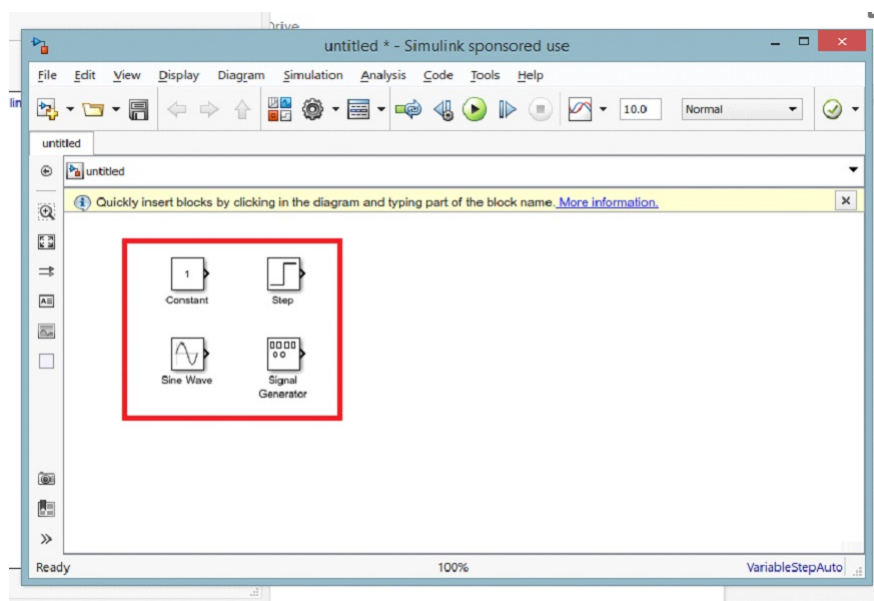 Drive
untitled * - Simulink sponsored use
File Edit View Display Diagram Simulation Analysis Code Tools Help
10.0 Normal
untitled
untitled
Quickly insert blocks by clicking in the diagram and typing part of the block name. More information.
1
Constant Step
Sine Wave Signal
Generator
Ready 100% VariableStepAuto